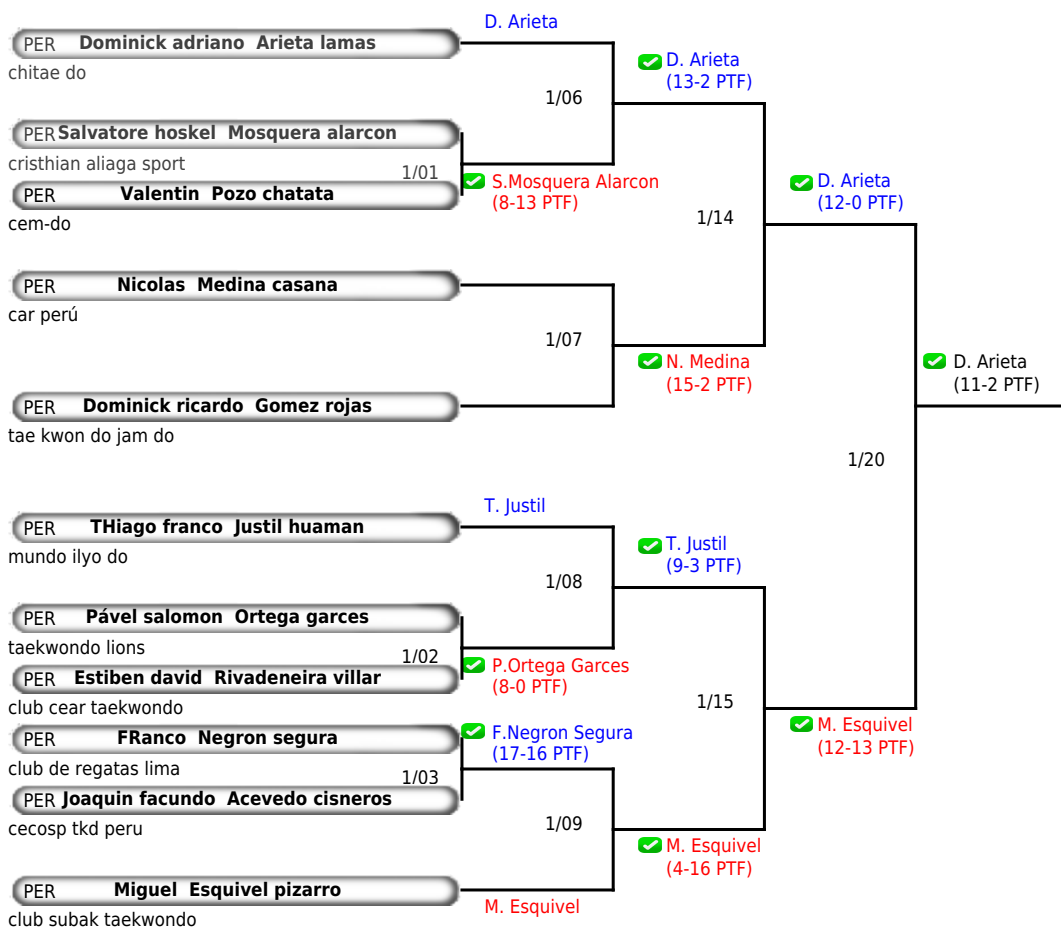 D. Arieta
PER Dominick adriano Arieta lamas
chitae do
D. Arieta
(13-2 PTF)
1/06
PER Salvatore hoskel Mosquera alarcon
cristhian aliaga sport
1/01
S.Mosquera Alarcon
(8-13 PTF)
PER Valentin Pozo chatata
cem-do
D. Arieta
(12-0 PTF)
1/14
PER Nicolas Medina casana
car perú
1/07
N. Medina
(15-2 PTF)
D. Arieta
(11-2 PTF)
PER Dominick ricardo Gomez rojas
tae kwon do jam do
1/20
T. Justil
PER THiago franco Justil huaman
mundo ilyo do
T. Justil
(9-3 PTF)
1/08
PER Pável salomon Ortega garces
taekwondo lions
1/02
P.Ortega Garces
(8-0 PTF)
PER Estiben david Rivadeneira villar
club cear taekwondo
1/15
F.Negron Segura
(17-16 PTF)
PER FRanco Negron segura
club de regatas lima
M. Esquivel
(12-13 PTF)
1/03
PER Joaquin facundo Acevedo cisneros
cecosp tkd peru
1/09
M. Esquivel
(4-16 PTF)
PER Miguel Esquivel pizarro
club subak taekwondo
M. Esquivel